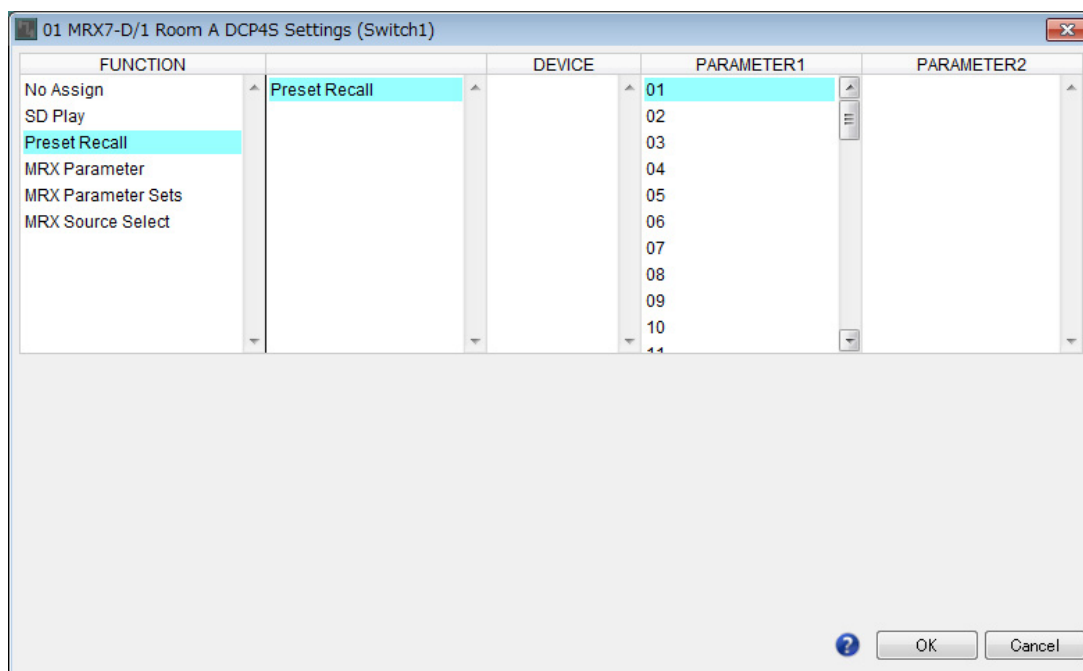 01 MRX7-D/1 Room A DCP4S Settings (Switch1)
FUNCTION DEVICE PARAMETER1 PARAMETER2
No Assign Preset Recall 01
SD Play 02
Preset Recall 03
MRX Parameter 04
MRX Parameter Sets 05
MRX Source Select 06
07
08
09
10
11
? OK Cancel